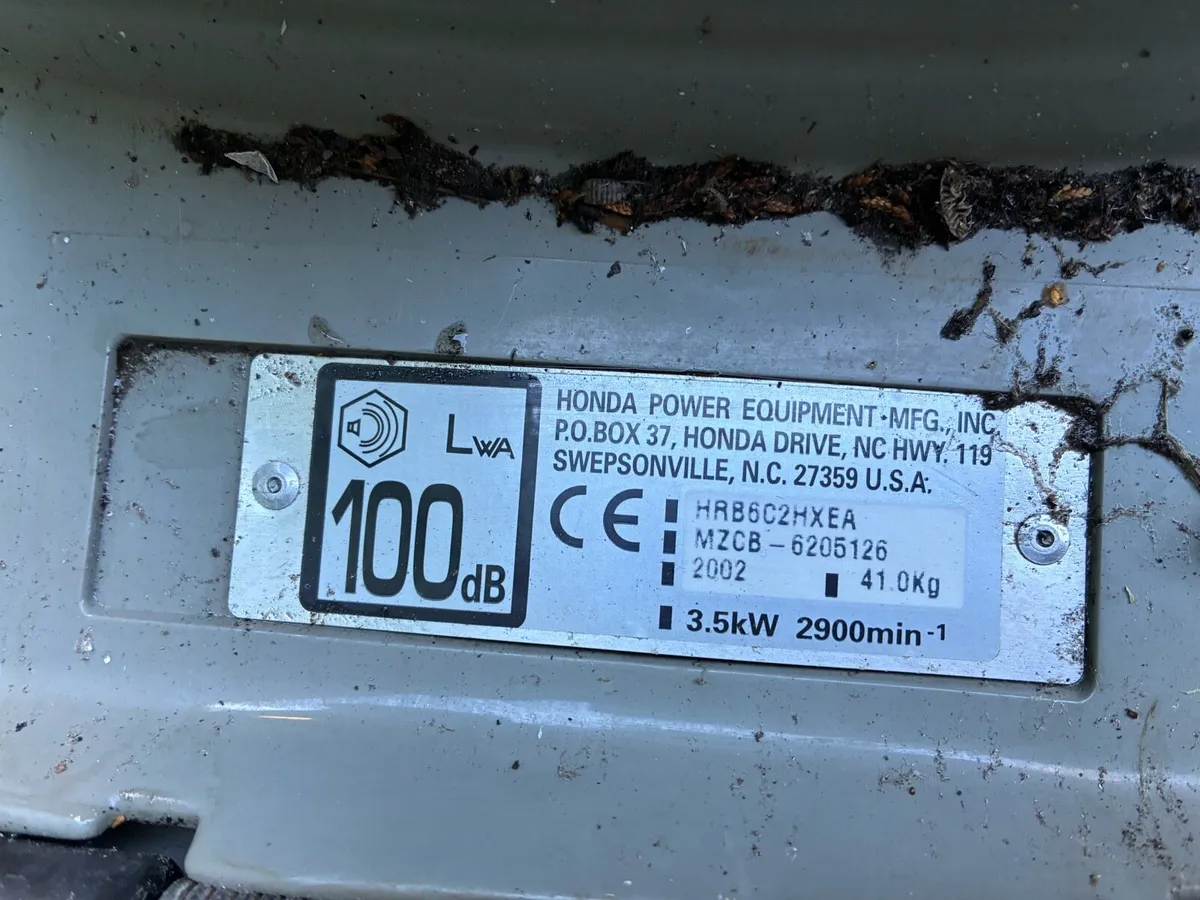 LWA
100dB
HONDA POWER EQUIPMENT MFG., INC.
P.O.BOX 37, HONDA DRIVE, NC HWY. 119
SWEPSONVILLE, N.C. 27359 U.S.A.
CE
HRB6C2HXEA
MZCB-6205126
2002 41.0Kg
3.5kW 2900min-1